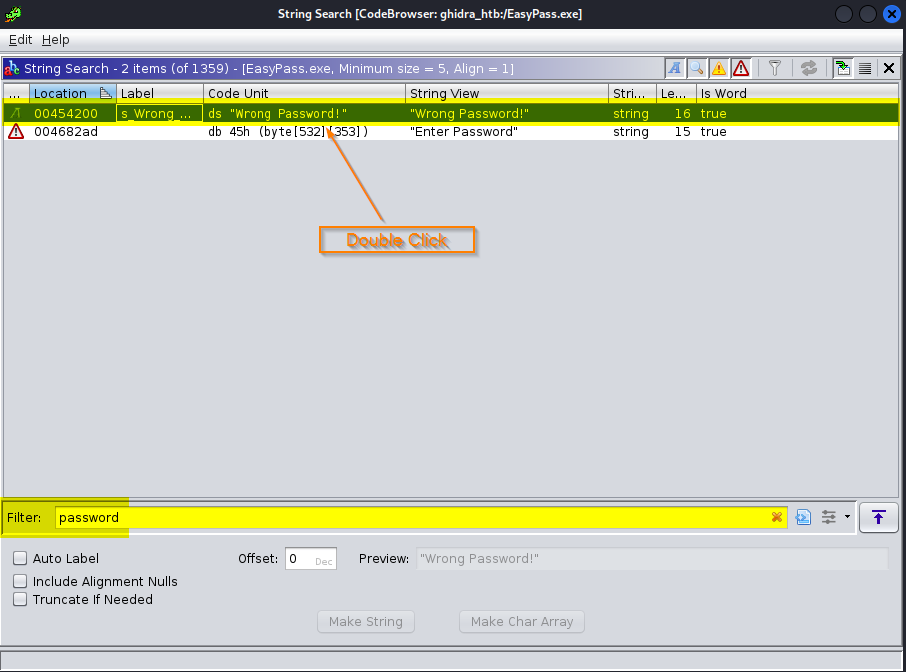 String Search [CodeBrowser: ghidra_htb:/EasyPass.exe]
Edit Help
String Search - 2 items (of 1359) - [EasyPass.exe, Minimum size = 5, Align = 1]
... Location Label Code Unit String View Stri... Le... Is Word
A 00454200 s_Wrong_... ds "Wrong Password!" "Wrong Password!" string 16 true
004682ad db 45h (byte[532][353]) "Enter Password" string 15 true
Double Click
Filter: password
Auto Label Offset: 0 Dec Preview: "Wrong Password!"
Include Alignment Nulls
Truncate If Needed
Make String Make Char Array